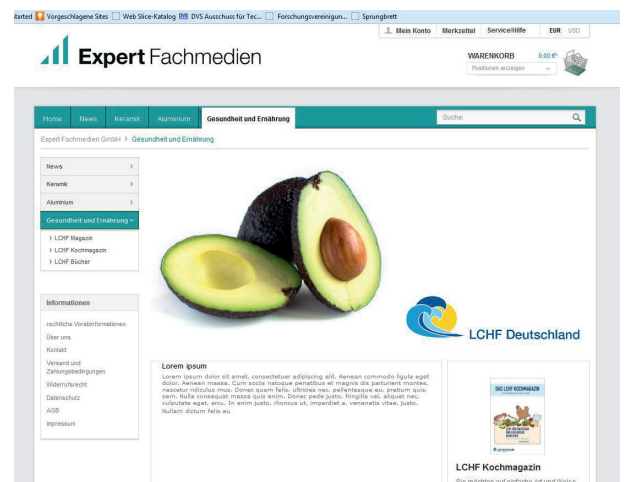 tarted Vorgeschlagene Sites Web Slice-Katalog DVS Ausschuss für Tec... Forschungsvereinigun... Sprungbrett
Mein Konto Merkzettel Service/Hilfe EUR USD
Expert Fachmedien
WARENKORB 0,00 €*
Positionen anzeigen
Home News Keramik Aluminium Gesundheit und Ernährung Suche:
Expert Fachmedien GmbH > Gesundheit und Ernährung
News
Keramik
Aluminium
Gesundheit und Ernährung
LCHF Magazin
LCHF Kochmagazin
LCHF Bücher
Informationen
rechtliche Vorabinformationen
Über uns
Kontakt
Versand und
Zahlungsbedingungen
Widerrufsrecht
Datenschutz
AGB
Impressum
LCHF Deutschland
Lorem ipsum
Lorem ipsum dolor sit amet, consectetuer adipiscing elit. Aenean commodo ligula eget
dolor. Aenean massa. Cum sociis natoque penatibus et magnis dis parturient montes,
nascetur ridiculus mus. Donec quam felis, ultricies nec, pellentesque eu, pretium quis,
sem. Nulla consequat massa quis enim. Donec pede justo, fringilla vel, aliquet nec,
vulputate eget, arcu. In enim justo, rhoncus ut, imperdiet a, venenatis vitae, justo.
Nullam dictum felis eu
DAS LCHF KOCHMAGAZIN
LCHF Kochmagazin
Sie möchten auf einfache Art und Weise